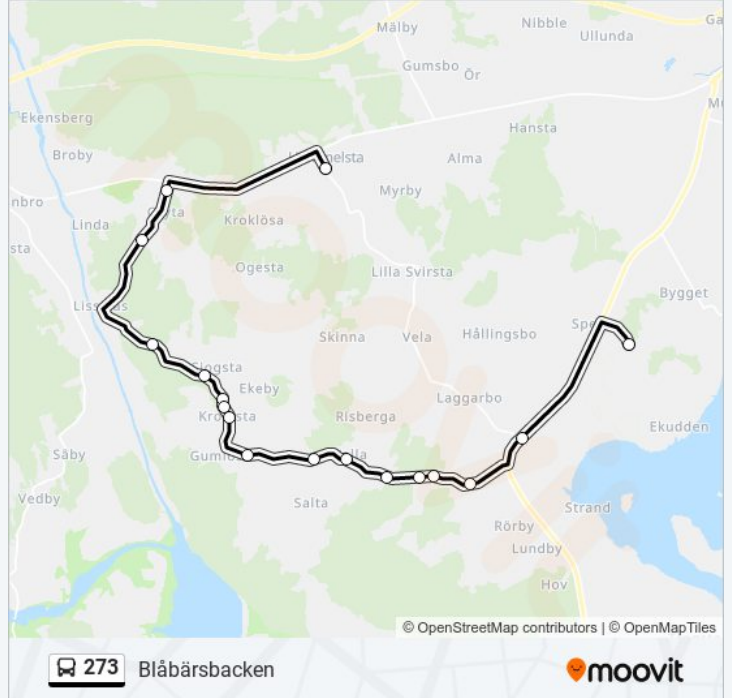 Mälby
Nibble
Ullunda
Gumsbo
Ör
Ekensberg
Hansta
Broby
Alma
Myrby
Kroklösa
Linda
Ogesta
Lilla Svirsta
Bygget
Skinna
Vela
Hållingsbo
Sjogsta
Ekeby
Laggarbo
Risberga
Ekudden
Säby
Vedby
Salta
Strand
Rörby
Lundby
Hov
© OpenStreetMap contributors | © OpenMapTiles
273 Blåbärsbacken
moovit